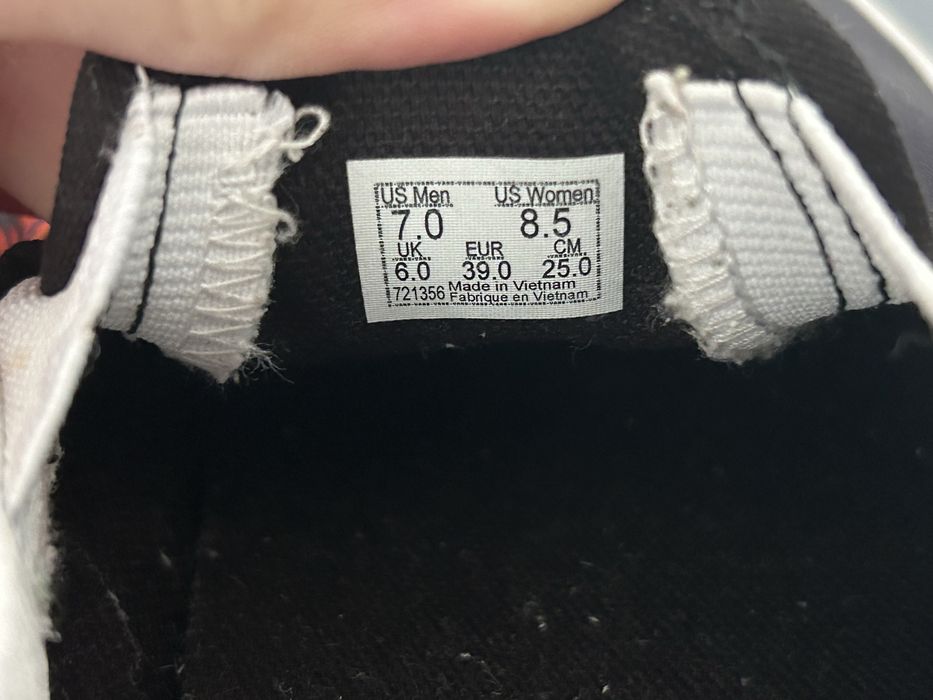 US Men US Women
7.0 8.5
UK EUR CM
6.0 39.0 25.0
721356 Made in Vietnam
Fabrique en Vietnam